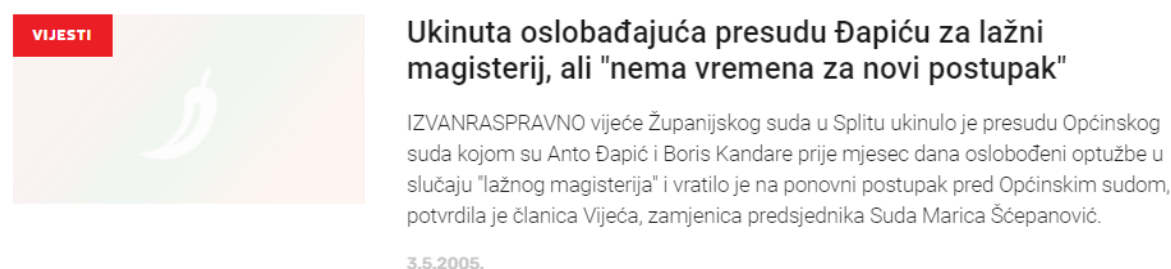 VIJESTI
Ukinuta oslobađajuća presudu Đapiću za lažni
magisterij, ali "nema vremena za novi postupak"
IZVANRASPRAVNO vijeće Županijskog suda u Splitu ukinulo je presudu Općinskog
suda kojom su Anto Đapić i Boris Kandare prije mjesec dana oslobođeni optužbe u
slučaju "lažnog magisterija" i vratilo je na ponovni postupak pred Općinskim sudom,
potvrdila je članica Vijeća, zamjenica predsjednika Suda Marica Šćepanović.
3.5.2005.